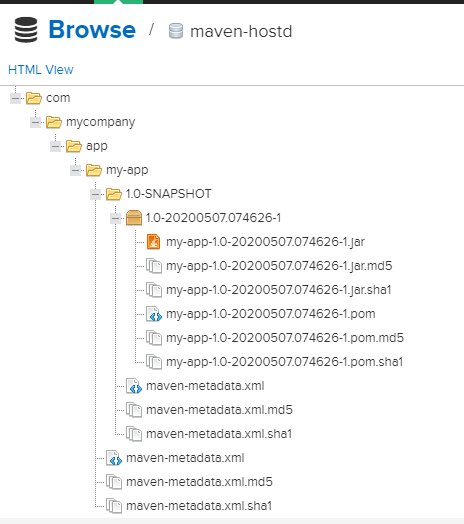 Browse / maven-hostd
HTML View
com
mycompany
app
my-app
1.0-SNAPSHOT
1.0-20200507.074626-1
my-app-1.0-20200507.074626-1.jar
my-app-1.0-20200507.074626-1.jar.md5
my-app-1.0-20200507.074626-1.jar.sha1
my-app-1.0-20200507.074626-1.pom
my-app-1.0-20200507.074626-1.pom.md5
my-app-1.0-20200507.074626-1.pom.sha1
maven-metadata.xml
maven-metadata.xml.md5
maven-metadata.xml.sha1
maven-metadata.xml
maven-metadata.xml.md5
maven-metadata.xml.sha1